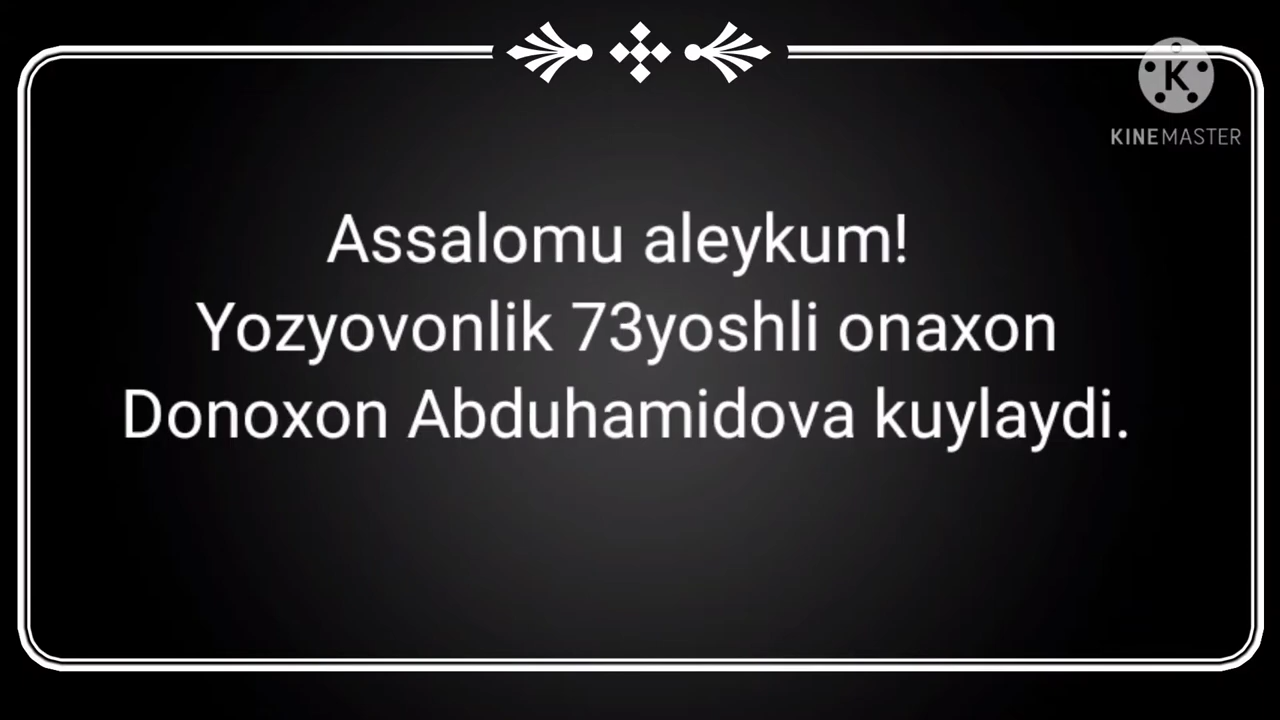 K
KINEMASTER
Assalomu aleykum!
Yozyovonlik 73yoshli onaxon
Donoxon Abduhamidova kuylaydi.